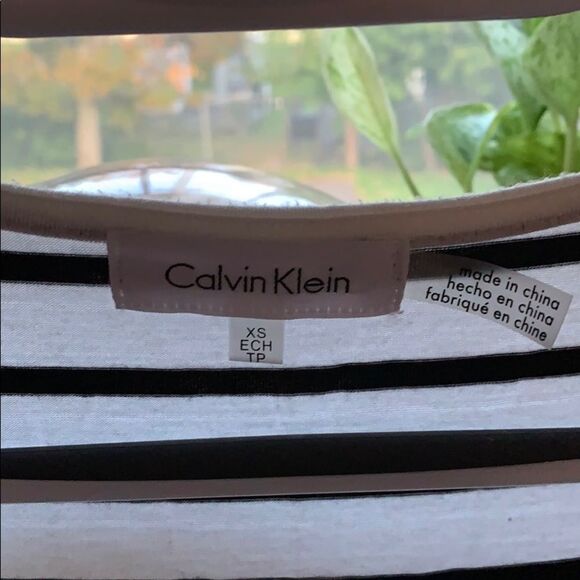 Calvin Klein
XS
ECH
TP
made in china
hecho en china
fabriqué en chine